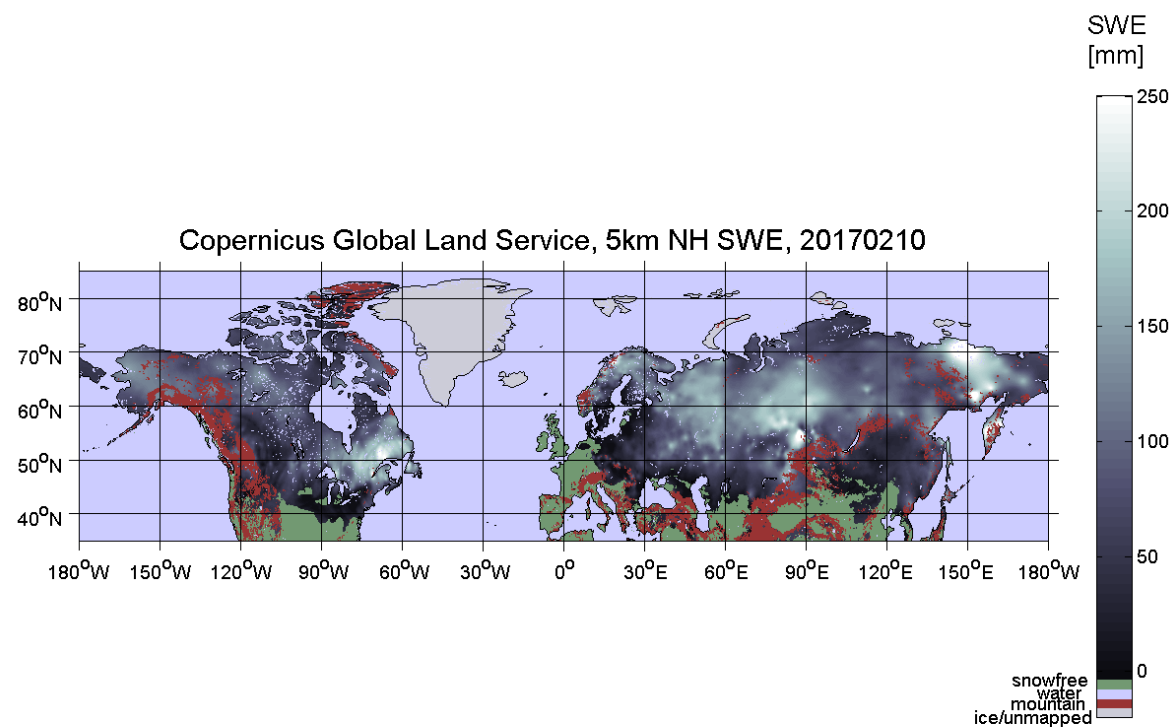 SWE
[mm]
250
200
150
100
50
0
snowfree
water
mountain
ice/unmapped
Copernicus Global Land Service, 5km NH SWE, 20170210
80°N
70°N
60°N
50°N
40°N
180°W 150°W 120°W 90°W 60°W 30°W 0° 30°E 60°E 90°E 120°E 150°E 180°W